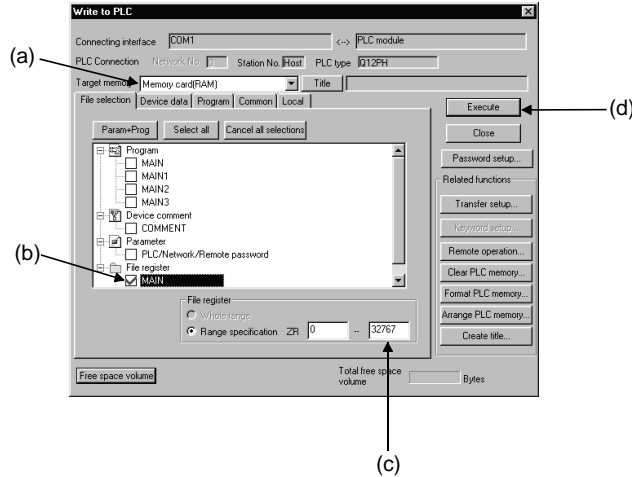 Write to PLC
Connecting interface COM1 <--> PLC module
PLC Connection Network No. 0 Station No. Host PLC type Q12PH
(a)
Target memory Memory card(RAM) Title
File selection Device data Program Common Local
Execute
(d)
Param+Prog Select all Cancel all selections
Close
Program
MAIN
MAIN1
MAIN2
MAIN3
Device comment
COMMENT
Parameter
PLC/Network/Remote password
(b)
File register
MAIN
Password setup...
Related functions
Transfer setup...
Keyword setup...
Remote operation...
Clear PLC memory...
Format PLC memory...
Arrange PLC memory...
Create title...
File register
Whole range
Range specification ZR 0 -- 32767
Free space volume
Total free space
volume Bytes
(c)